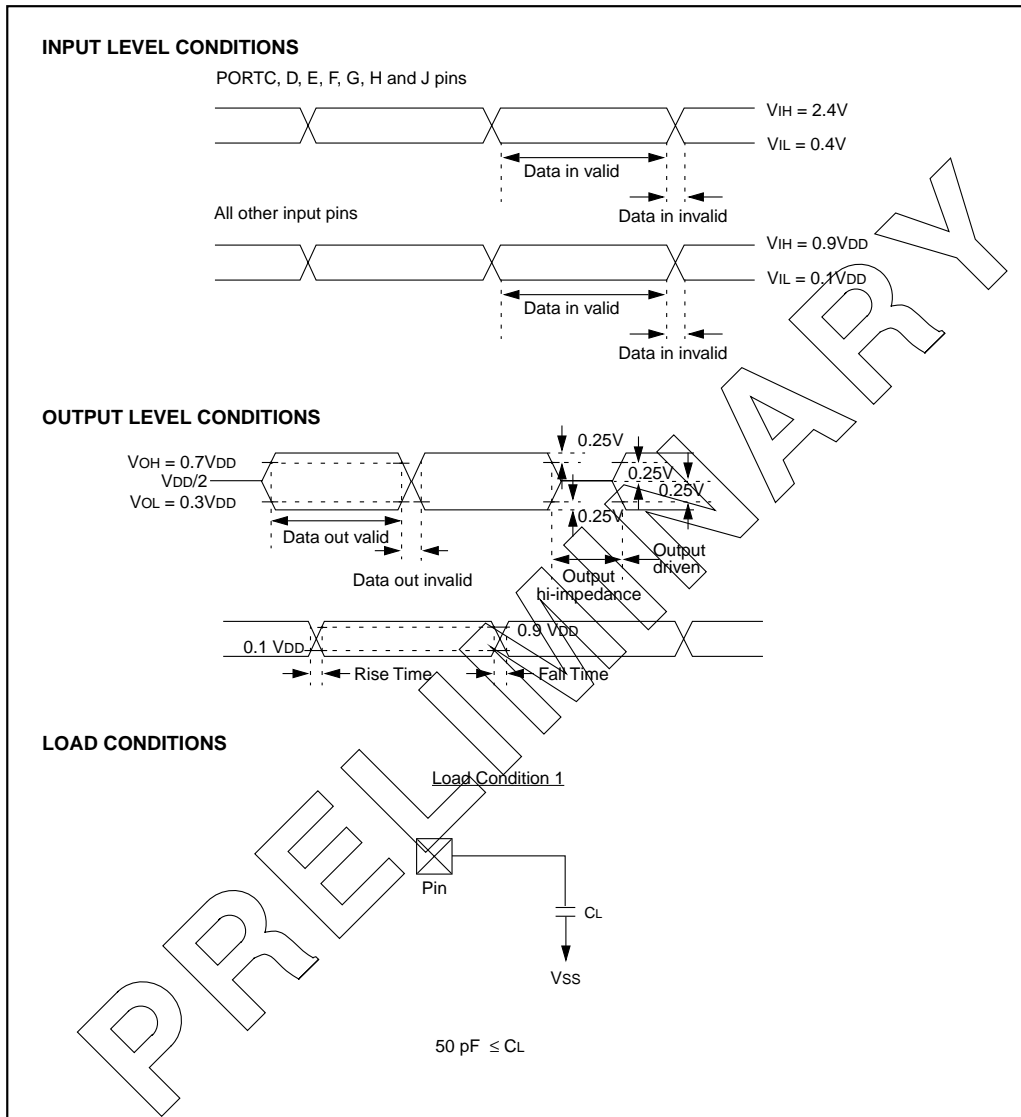 INPUT LEVEL CONDITIONS
PORTC, D, E, F, G, H and J pins
VIH = 2.4V
VIL = 0.4V
Data in valid
Data in invalid
All other input pins
VIH = 0.9VDD
VIL = 0.1VDD
Data in valid
Data in invalid
OUTPUT LEVEL CONDITIONS
0.25V
VOH = 0.7VDD
VDD/2
VOL = 0.3VDD
0.25V
0.25V
0.25V
Data out valid
Data out invalid
Output
hi-impedance
Output
driven
0.9 VDD
0.1 VDD
Rise Time
Fall Time
LOAD CONDITIONS
Load Condition 1
Pin
CL
VSS
50 pF ≤ CL
PRELIMINARY